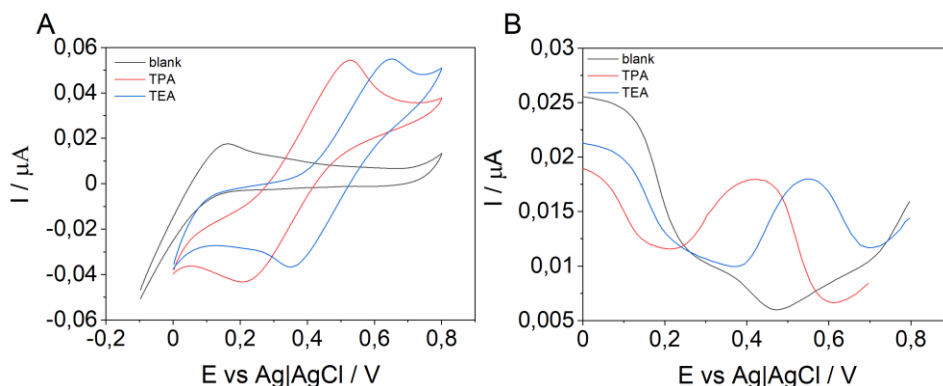 A
0,06
0,04
0,02
0
-0,02
-0,04
-0,06
I / μA
blank
TPA
TEA
-0,2
0
0,2
0,4
0,6
0,8
E vs Ag|AgCl / V
B
0,03
0,025
0,02
0,015
0,01
0,005
I / μA
blank
TPA
TEA
0
0,2
0,4
0,6
0,8
E vs Ag|AgCl / V